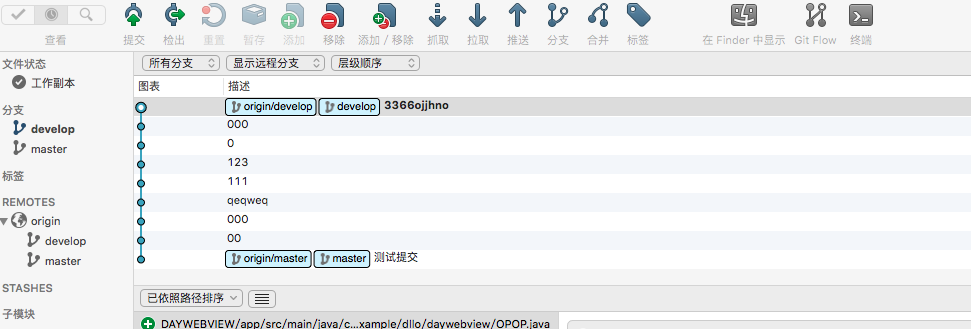 查看 提交 检出 重置 暂存 添加 移除 添加 / 移除 抓取 拉取 推送 分支 合并 标签 在 Finder 中显示 Git Flow 终端
文件状态
工作副本
分支
develop
master
标签
REMOTES
origin
develop
master
STASHES
子模块
所有分支 显示远程分支 层级顺序
图表 描述
origin/develop develop 3366ojjhno
000
0
123
111
qeqweq
000
00
origin/master master 测试提交
已依照路径排序
DAYWEBVIEW/app/src/main/java/c...xample/dllo/daywebview/OPOP.java